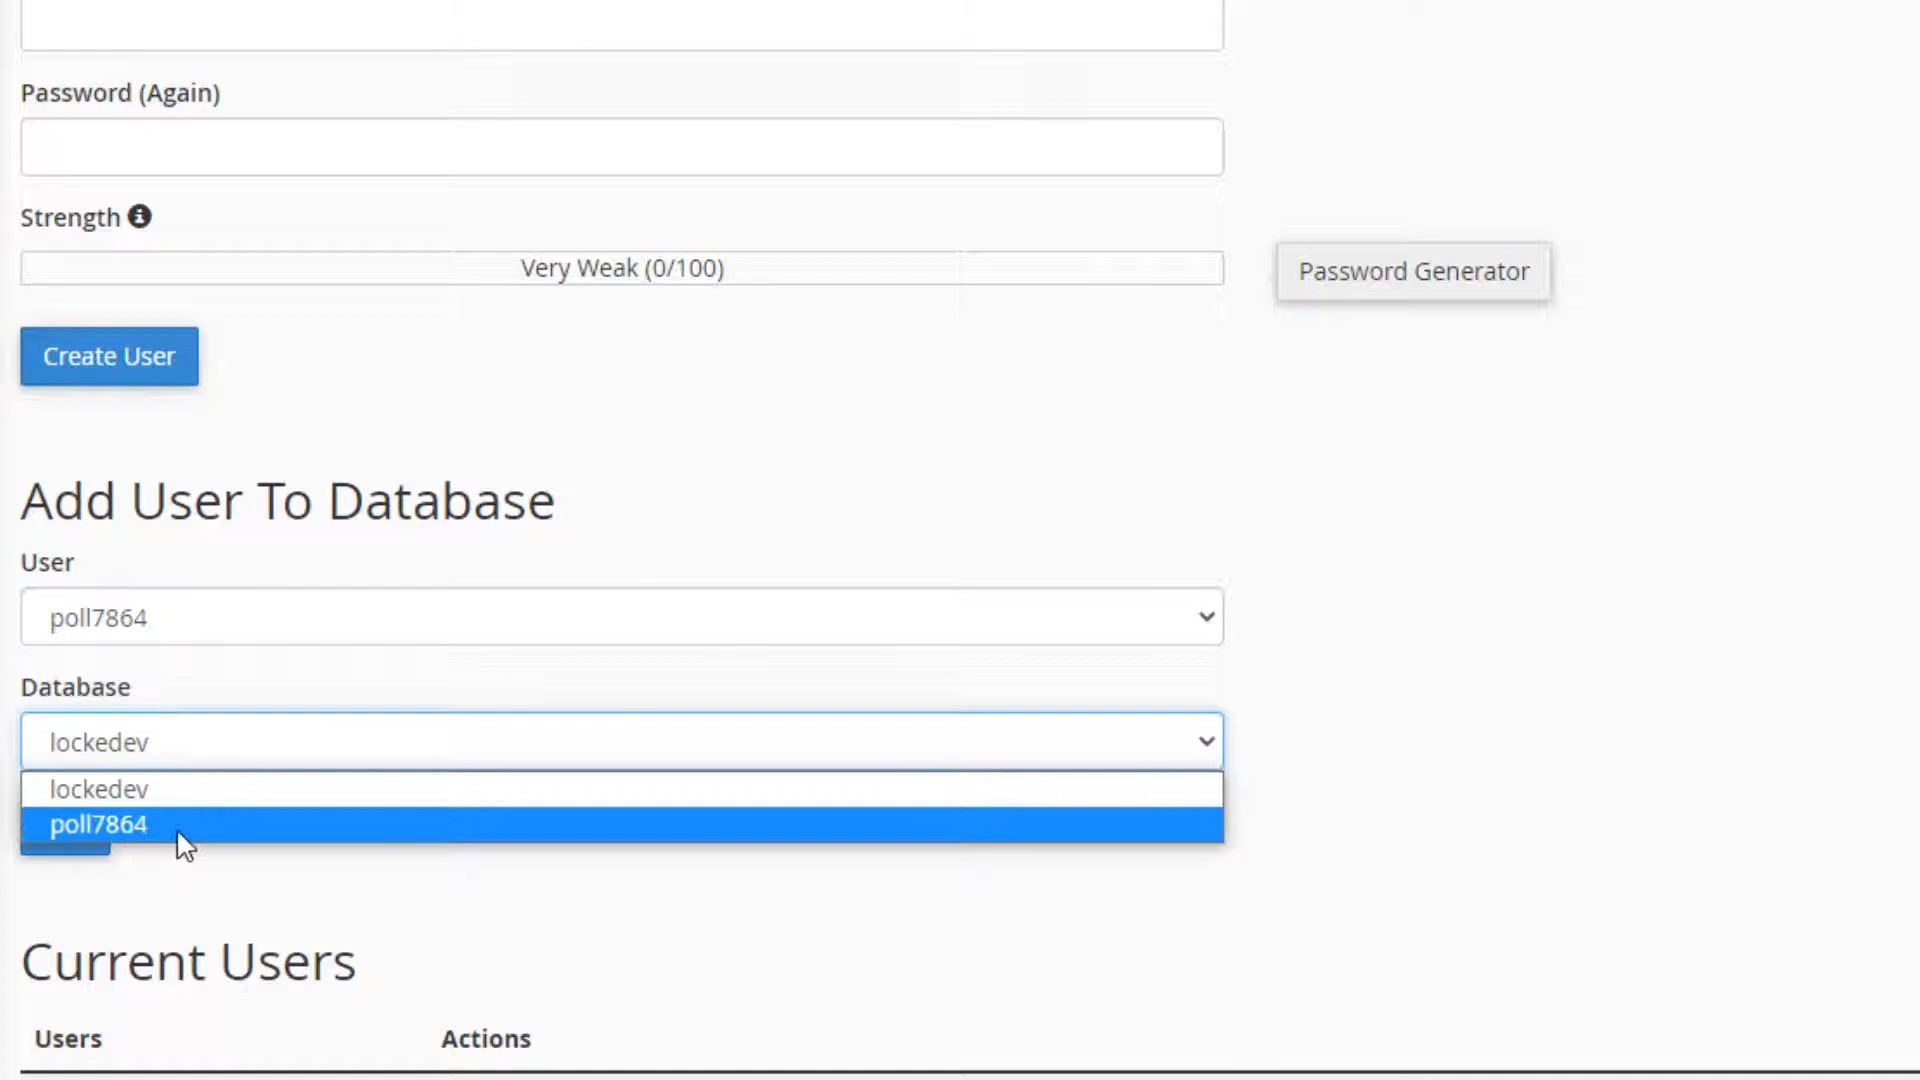 Password (Again)
Strength
Very Weak (0/100)
Password Generator
Create User
Add User To Database
User
poll7864
Database
lockedev
lockedev
poll7864
Current Users
Users
Actions